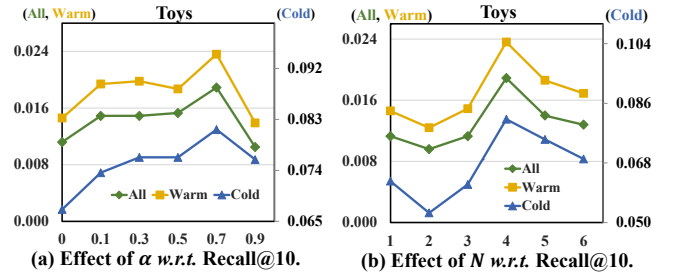 (All, Warm) Toys (Cold)
0.024
0.016
0.008
0.000
0.092
0.083
0.074
0.065
All Warm Cold
0 0.1 0.3 0.5 0.7 0.9
(a) Effect of α w.r.t. Recall@10.
(All, Warm) Toys (Cold)
0.024
0.016
0.008
0.000
0.104
0.086
0.068
0.050
All
Warm
Cold
1 2 3 4 5 6
(b) Effect of N w.r.t. Recall@10.